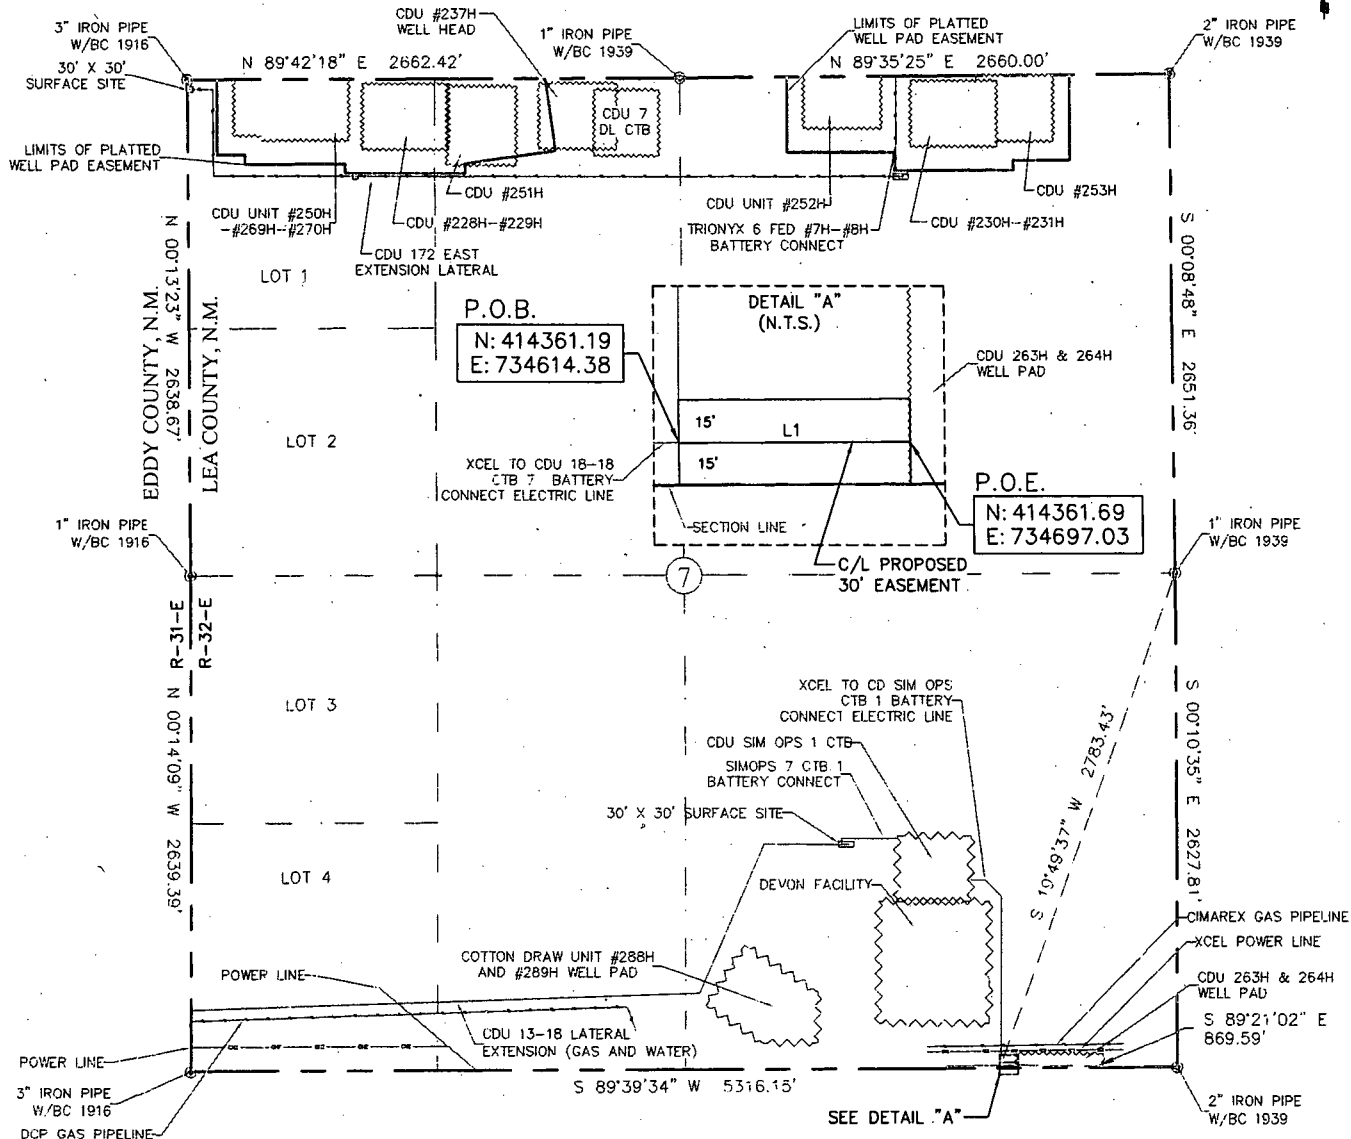 3" IRON PIPE
W/BC 1916
30' X 30'
SURFACE SITE
N 89°42'18" E 2662.42'
CDU #237H
WELL HEAD
1" IRON PIPE
W/BC 1939
LIMITS OF PLATTED
WELL PAD EASEMENT
N 89°35'25" E 2660.00'
2" IRON PIPE
W/BC 1939
CDU 7
DL CTB
LIMITS OF PLATTED
WELL PAD EASEMENT
CDU UNIT #250H
-#269H-#270H
CDU #251H
CDU #228H-#229H
CDU 172 EAST
EXTENSION LATERAL
CDU UNIT #252H
TRIONYX 6 FED #7H-#8H
BATTERY CONNECT
CDU #253H
CDU #230H-#231H
N 00°13'23" W 2638.67'
EDDY COUNTY, N.M.
LEA COUNTY, N.M.
S 00°08'48" E 2651.36'
LOT 1
LOT 2
P.O.B.
N: 414361.19
E: 734614.38
DETAIL "A"
(N.T.S.)
15'
L1
15'
CDU 263H & 264H
WELL PAD
XCEL TO CDU 18-18
CTB 7 BATTERY
CONNECT ELECTRIC LINE
SECTION LINE
P.O.E.
N: 414361.69
E: 734697.03
C/L PROPOSED
30' EASEMENT
1" IRON PIPE
W/BC 1916
1" IRON PIPE
W/BC 1939
7
R-31-E
R-32-E
N 00°14'09" W 2639.39'
LOT 3
LOT 4
XCEL TO CD SIM OPS
CTB 1 BATTERY
CONNECT ELECTRIC LINE
CDU SIM OPS 1 CTB
SIMOPS 7 CTB 1
BATTERY CONNECT
30' X 30' SURFACE SITE
DEVON FACILITY
S 19°49'37" W 2783.43'
S 00°10'35" E 2627.81'
CIMAREX GAS PIPELINE
XCEL POWER LINE
CDU 263H & 264H
WELL PAD
S 89°21'02" E
869.59'
COTTON DRAW UNIT #288H
AND #289H WELL PAD
POWER LINE
CDU 13-18 LATERAL
EXTENSION (GAS AND WATER)
POWER LINE
3" IRON PIPE
W/BC 1916
DCP GAS PIPELINE
S 89°39'34" W 5316.15'
SEE DETAIL "A"
2" IRON PIPE
W/BC 1939